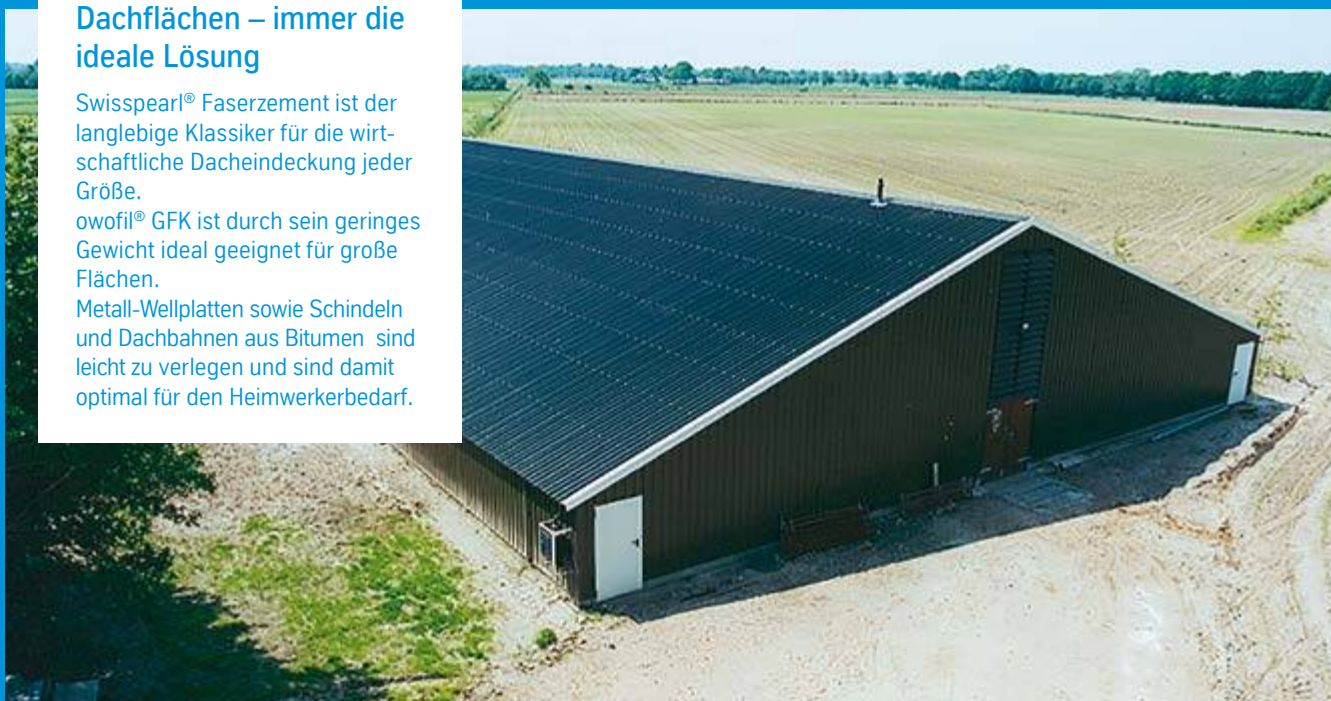 Dachflächen – immer die
ideale Lösung
Swisspearl® Faserzement ist der
langlebige Klassiker für die wirt-
schaftliche Dacheindeckung jeder
Größe.
owofil® GFK ist durch sein geringes
Gewicht ideal geeignet für große
Flächen.
Metall-Wellplatten sowie Schindeln
und Dachbahnen aus Bitumen sind
leicht zu verlegen und sind damit
optimal für den Heimwerkerbedarf.